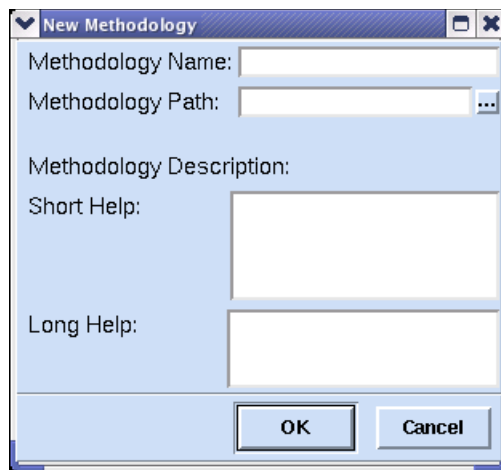 New Methodology
Methodology Name:
Methodology Path:
...
Methodology Description:
Short Help:
Long Help:
OK Cancel